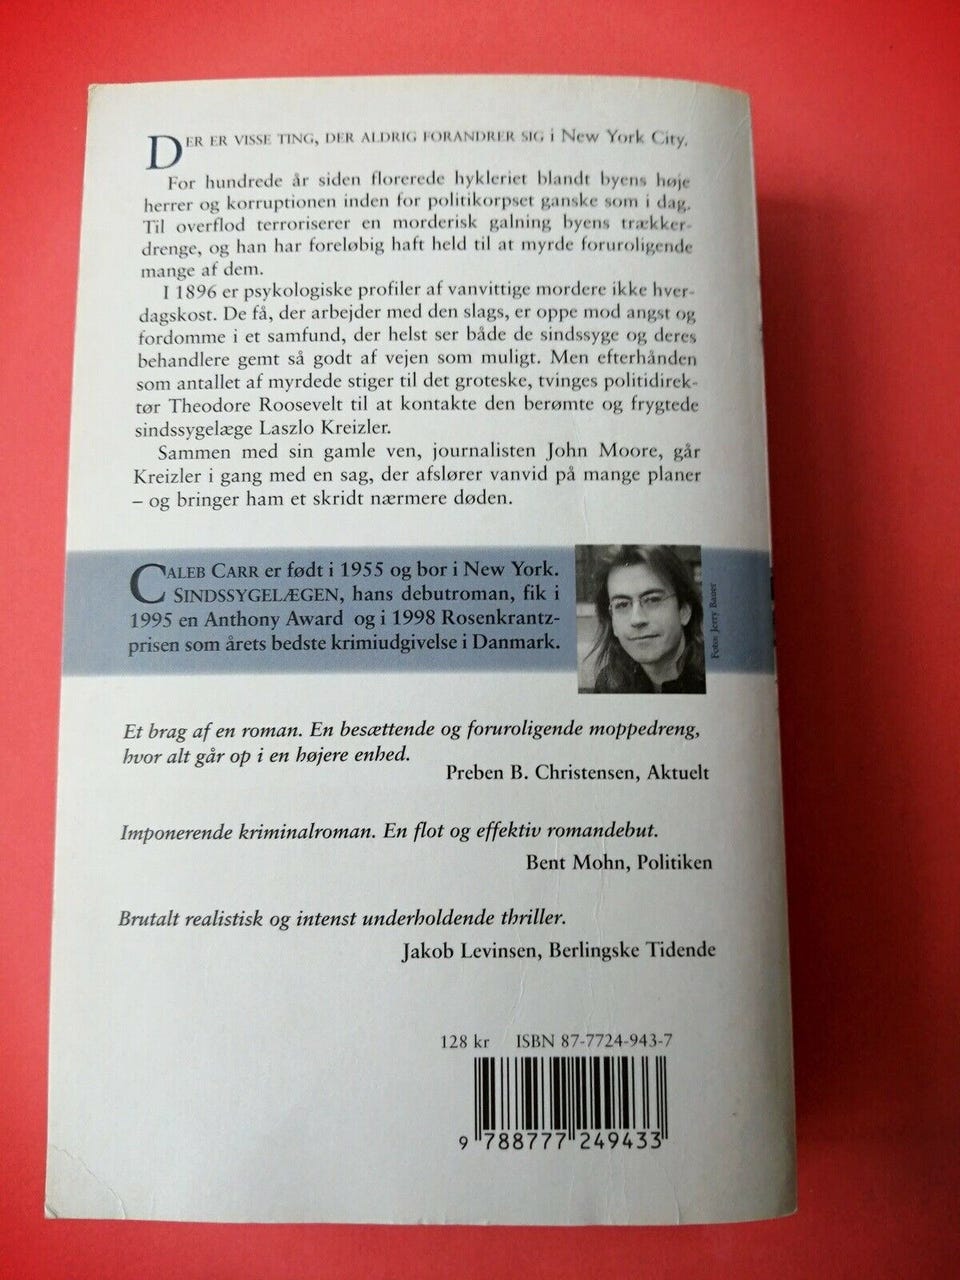 DER ER VISSE TING, DER ALDRIG FORANDRER SIG i New York City.
For hundrede år siden florerede hykleriet blandt byens høje
herrer og korruptionen inden for politikorpset ganske som i dag.
Til overflod terroriserer en morderisk galning byens trækker-
drenge, og han har foreløbig haft held til at myrde foruroligende
mange af dem.
I 1896 er psykologiske profiler af vanvittige mordere ikke hver-
dagskost. De få, der arbejder med den slags, er oppe mod angst og
fordomme i et samfund, der helst ser både de sindssyge og deres
behandlere gemt så godt af vejen som muligt. Men efterhånden
som antallet af myrdede stiger til det groteske, tvinges politidirek-
tør Theodore Roosevelt til at kontakte den berømte og frygtede
sindssygelæge Laszlo Kreizler.
Sammen med sin gamle ven, journalisten John Moore, går
Kreizler i gang med en sag, der afslører vanvid på mange planer
– og bringer ham et skridt nærmere døden.
CALEB CARR er født i 1955 og bor i New York.
SINDSSYGELÆGEN, hans debutroman, fik i
1995 en Anthony Award og i 1998 Rosenkrantz-
prisen som årets bedste krimiudgivelse i Danmark.
Foto: Jerry Bauer
Et brag af en roman. En besættende og foruroligende moppedreng,
hvor alt går op i en højere enhed.
Preben B. Christensen, Aktuelt
Imponerende kriminalroman. En flot og effektiv romandebut.
Bent Mohn, Politiken
Brutalt realistisk og intenst underholdende thriller.
Jakob Levinsen, Berlingske Tidende
128 kr ISBN 87-7724-943-7
9 788777 249433